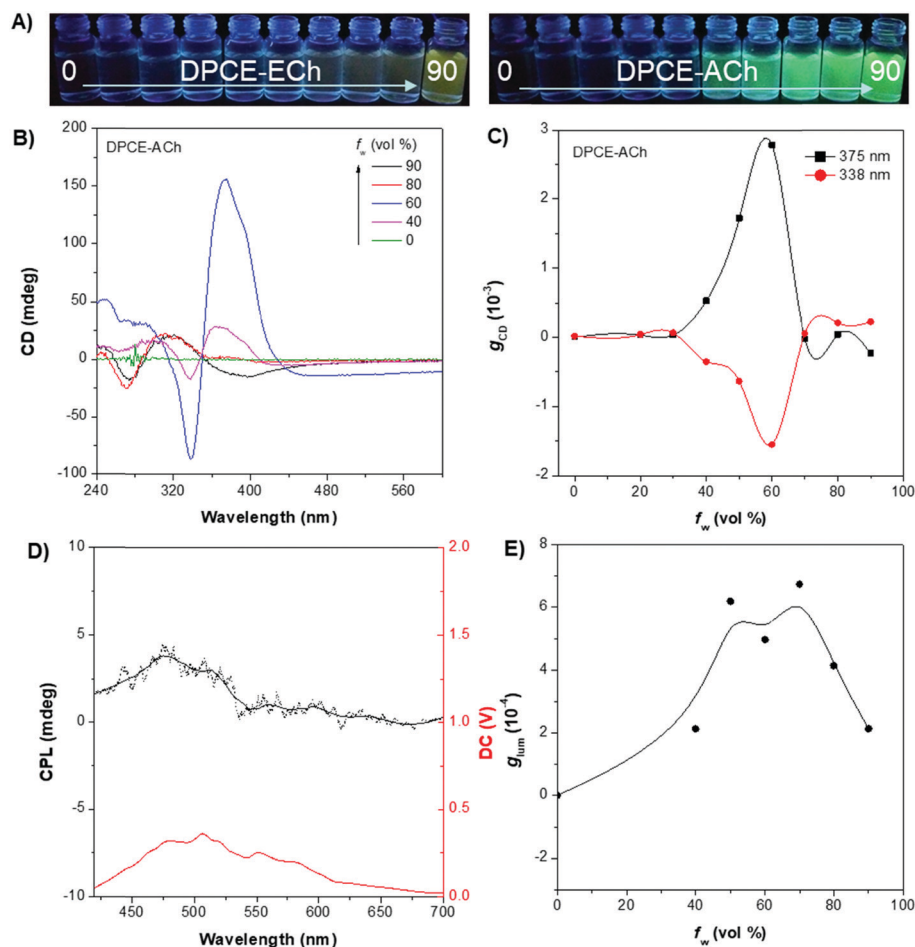 A)
0 DPCE-ECh 90
0 DPCE-ACh 90
B)
DPCE-ACh
f_w (vol %)
90
80
60
40
0
200
150
100
50
0
-50
-100
CD (mdeg)
240 320 400 480 560
Wavelength (nm)
C)
DPCE-ACh
375 nm
338 nm
3
2
1
0
-1
-2
g_CD (10^-3)
0 20 40 60 80 100
f_w (vol %)
D)
10
5
0
-5
-10
CPL (mdeg)
2.0
1.5
1.0
0.5
0.0
DC (V)
450 500 550 600 650 700
Wavelength (nm)
E)
8
6
4
2
0
-2
g_lum (10^-4)
0 20 40 60 80 100
f_w (vol %)